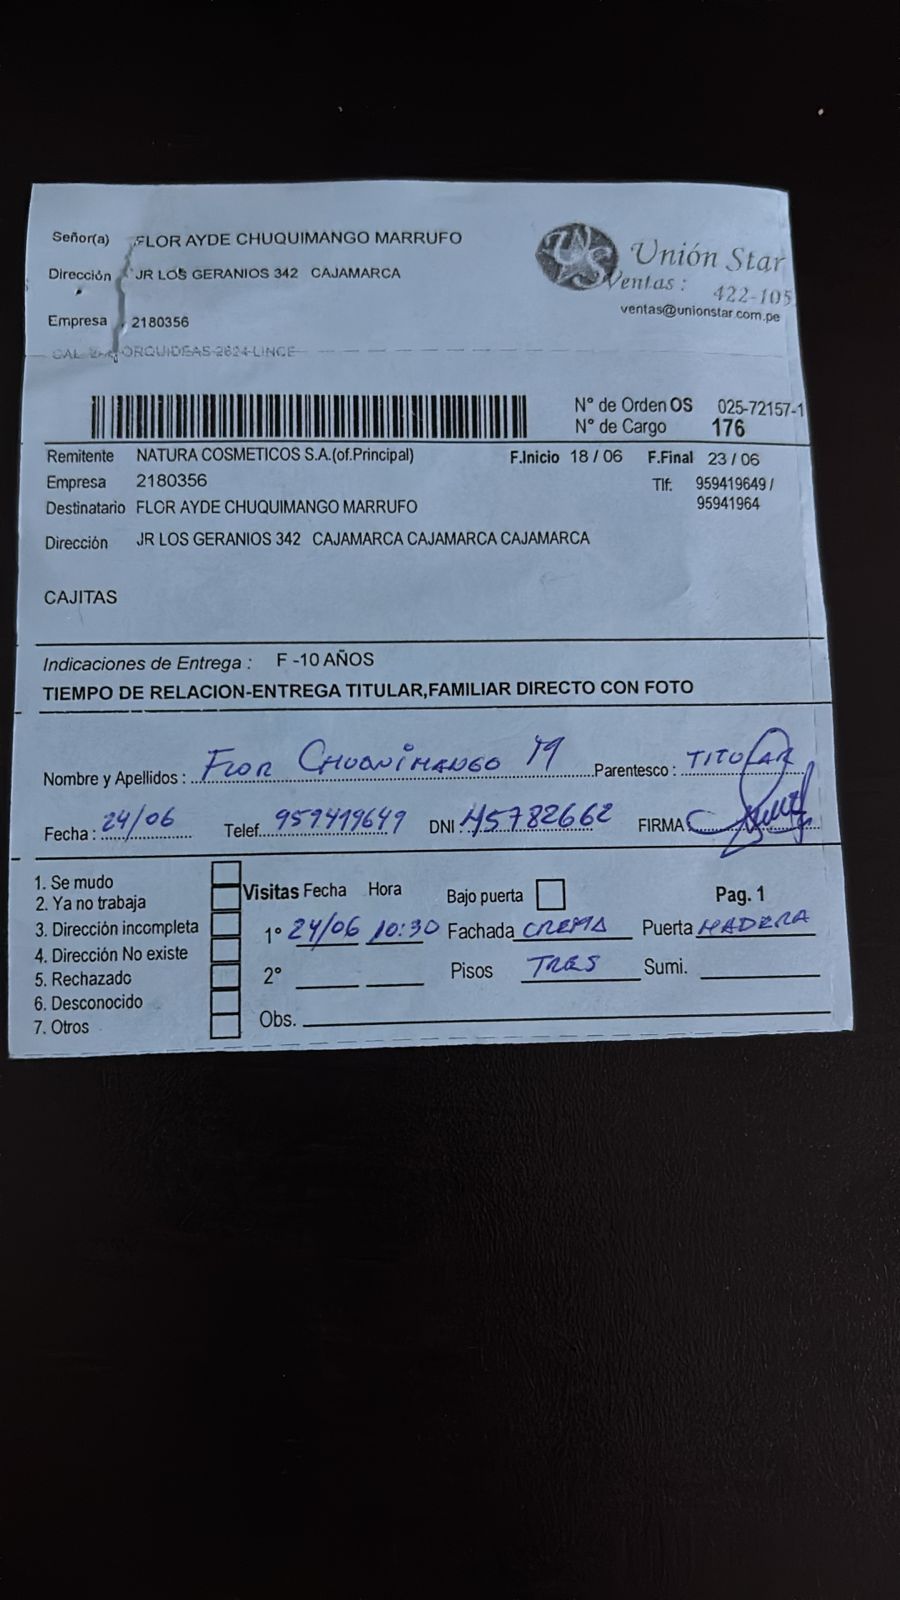 Señor(a) FLOR AYDE CHUQUIMANGO MARRUFO
Dirección JR LOS GERANIOS 342 CAJAMARCA
Empresa 2180356
ORQUIDEAS 2624 LINCE
US Unión Star
Ventas : 422-105
ventas@unionstar.com.pe
N° de Orden OS 025-72157-1
N° de Cargo 176
Remitente NATURA COSMETICOS S.A.(of.Principal) F.Inicio 18 / 06 F.Final 23 / 06
Empresa 2180356 Tlf: 959419649 /
Destinatario FLOR AYDE CHUQUIMANGO MARRUFO 95941964
Dirección JR LOS GERANIOS 342 CAJAMARCA CAJAMARCA CAJAMARCA
CAJITAS
Indicaciones de Entrega : F -10 AÑOS
TIEMPO DE RELACION-ENTREGA TITULAR,FAMILIAR DIRECTO CON FOTO
Nombre y Apellidos : FLOR CHUQUIMANGO M Parentesco : TITULAR
Fecha : 24/06 Telef. 959419649 DNI : 45782662 FIRMA
1. Se mudo
2. Ya no trabaja
3. Dirección incompleta
4. Dirección No existe
5. Rechazado
6. Desconocido
7. Otros
Visitas Fecha Hora Bajo puerta Pag. 1
1° 24/06 10:30 Fachada CREMA Puerta MADERA
2° Pisos TRES Sumi.
Obs.